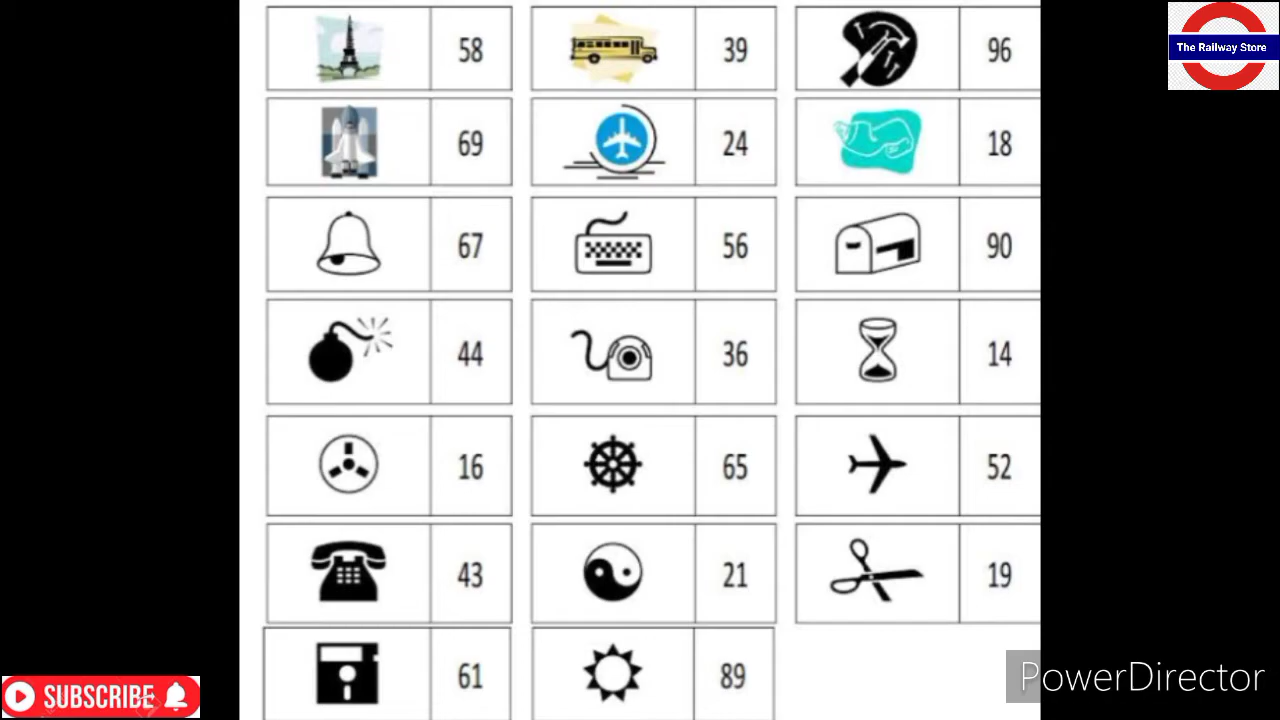 58 39 96
The Railway Store
69 24 18
67 56 90
44 36 14
16 65 52
43 21 19
61 89
PowerDirector
SUBSCRIBE